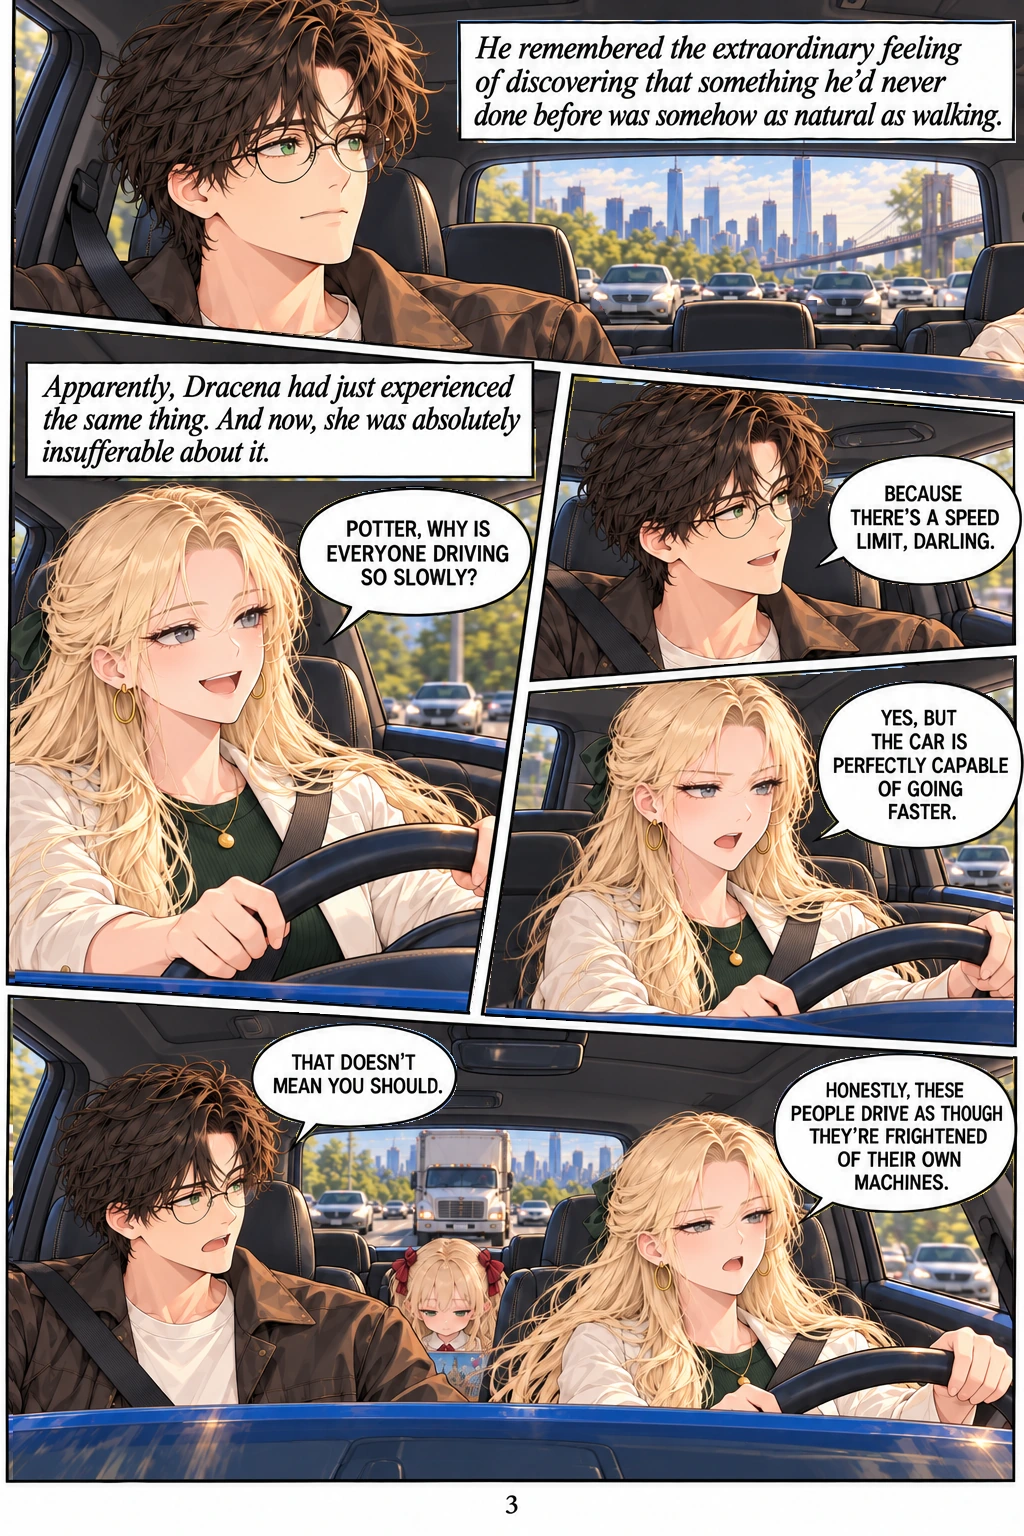 He remembered the extraordinary feeling
of discovering that something he'd never
done before was somehow as natural as walking.
Apparently, Dracena had just experienced
the same thing. And now, she was absolutely
insufferable about it.
POTTER, WHY IS
EVERYONE DRIVING
SO SLOWLY?
BECAUSE
THERE'S A SPEED
LIMIT, DARLING.
YES, BUT
THE CAR IS
PERFECTLY CAPABLE
OF GOING
FASTER.
THAT DOESN'T
MEAN YOU SHOULD.
HONESTLY, THESE
PEOPLE DRIVE AS THOUGH
THEY'RE FRIGHTENED
OF THEIR OWN
MACHINES.
3